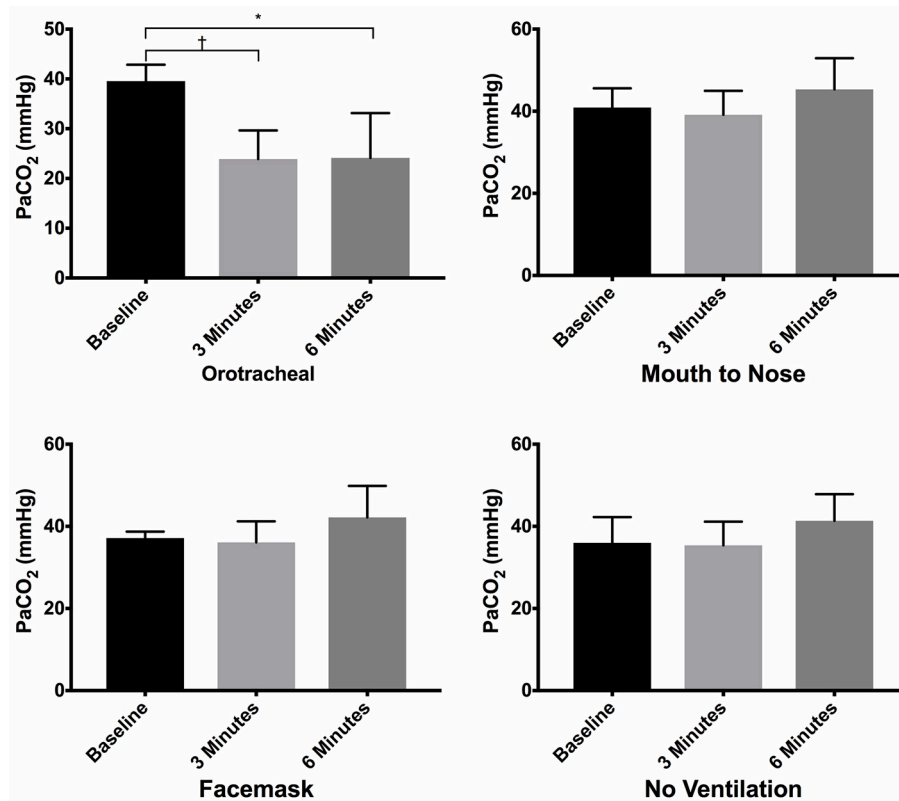 *
†
50
40
30
20
10
0
PaCO2 (mmHg)
Baseline
3 Minutes
6 Minutes
Orotracheal
60
40
20
0
PaCO2 (mmHg)
Baseline
3 Minutes
6 Minutes
Mouth to Nose
60
40
20
0
PaCO2 (mmHg)
Baseline
3 Minutes
6 Minutes
Facemask
60
40
20
0
PaCO2 (mmHg)
Baseline
3 Minutes
6 Minutes
No Ventilation